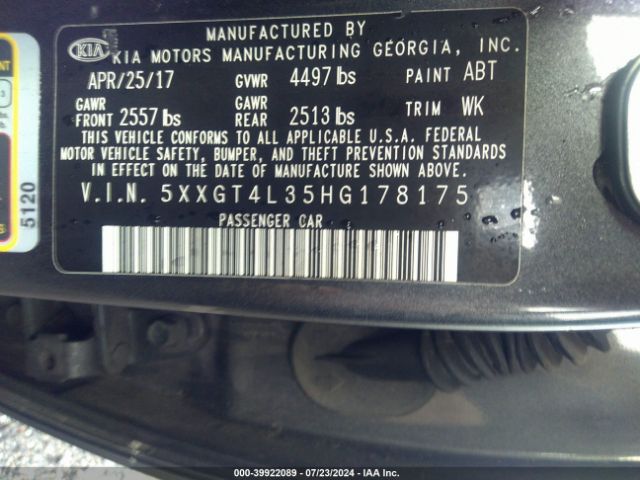 MANUFACTURED BY
KIA KIA MOTORS MANUFACTURING GEORGIA, INC.
APR/25/17 GVWR 4497 lbs PAINT ABT
GAWR FRONT 2557 lbs GAWR REAR 2513 lbs TRIM WK
THIS VEHICLE CONFORMS TO ALL APPLICABLE U.S.A. FEDERAL
MOTOR VEHICLE SAFETY, BUMPER, AND THEFT PREVENTION STANDARDS
IN EFFECT ON THE DATE OF MANUFACTURE SHOWN ABOVE.
V.I.N. 5XXGT4L35HG178175
PASSENGER CAR
5120
000-39922089 - 07/23/2024 - IAA Inc.